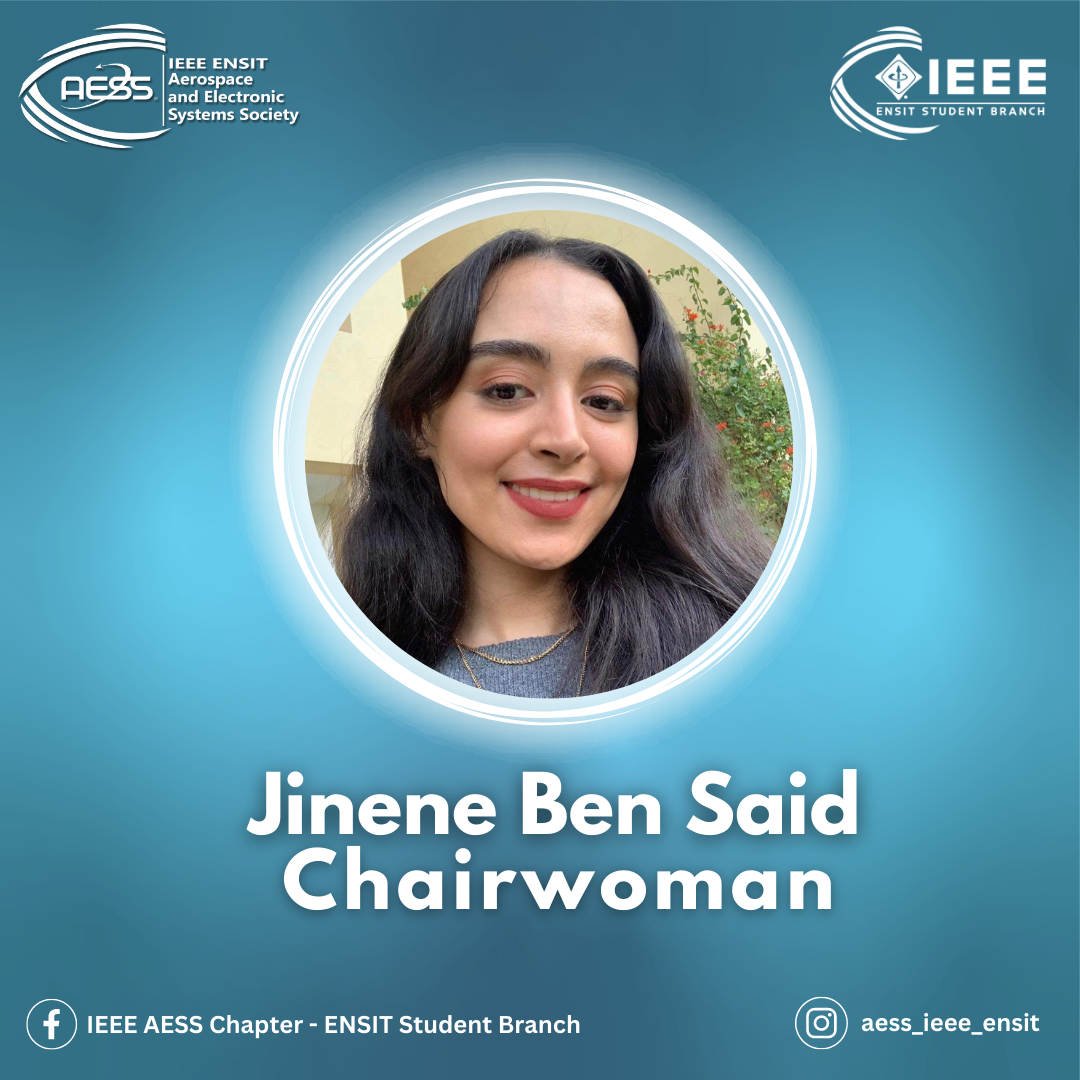 AESS
IEEE ENSIT
Aerospace
and Electronic
Systems Society
IEEE
ENSIT STUDENT BRANCH
Jinene Ben Said
Chairwoman
IEEE AESS Chapter - ENSIT Student Branch
aess_ieee_ensit